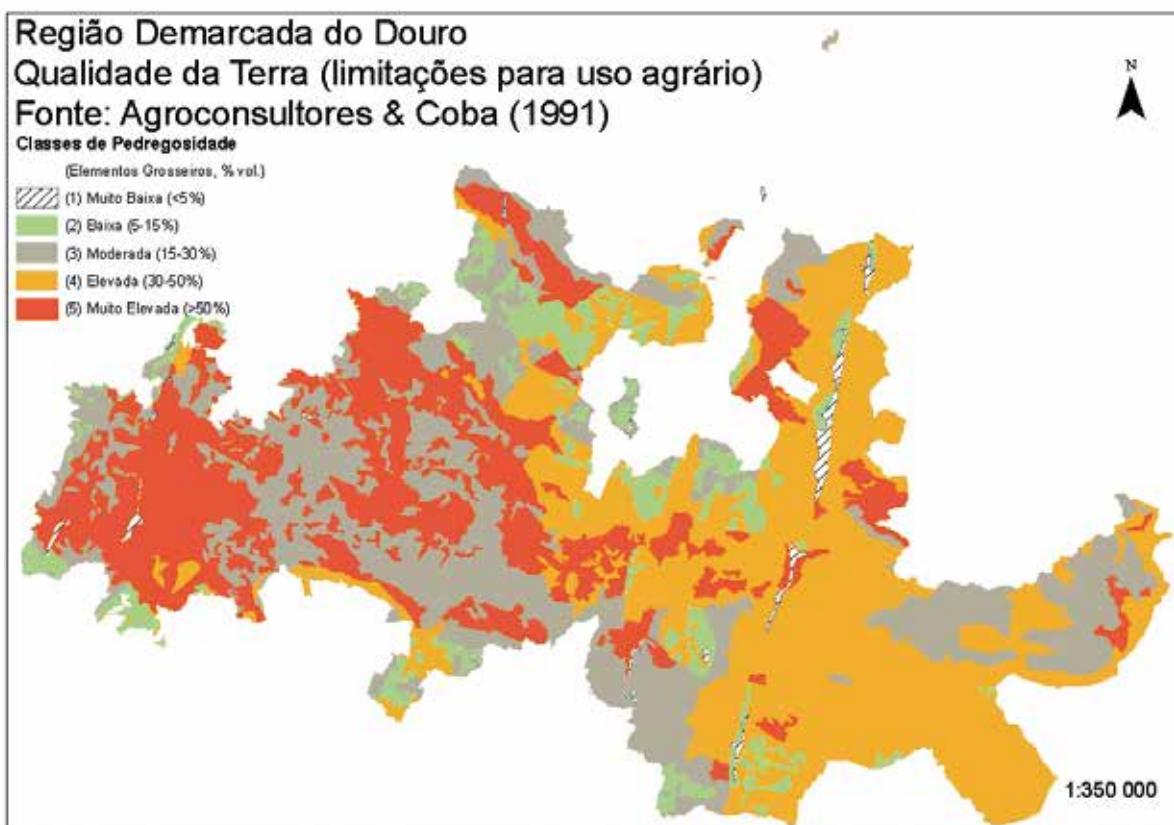 Região Demarcada do Douro
Qualidade da Terra (limitações para uso agrário)
Fonte: Agroconsultores & Coba (1991)
Classes de Pedregosidade
(Elementos Grosseiros, % vol.)
(1) Muito Baixa (<5%)
(2) Baixa (5-15%)
(3) Moderada (15-30%)
(4) Elevada (30-50%)
(5) Muito Elevada (>50%)
N
1:350 000